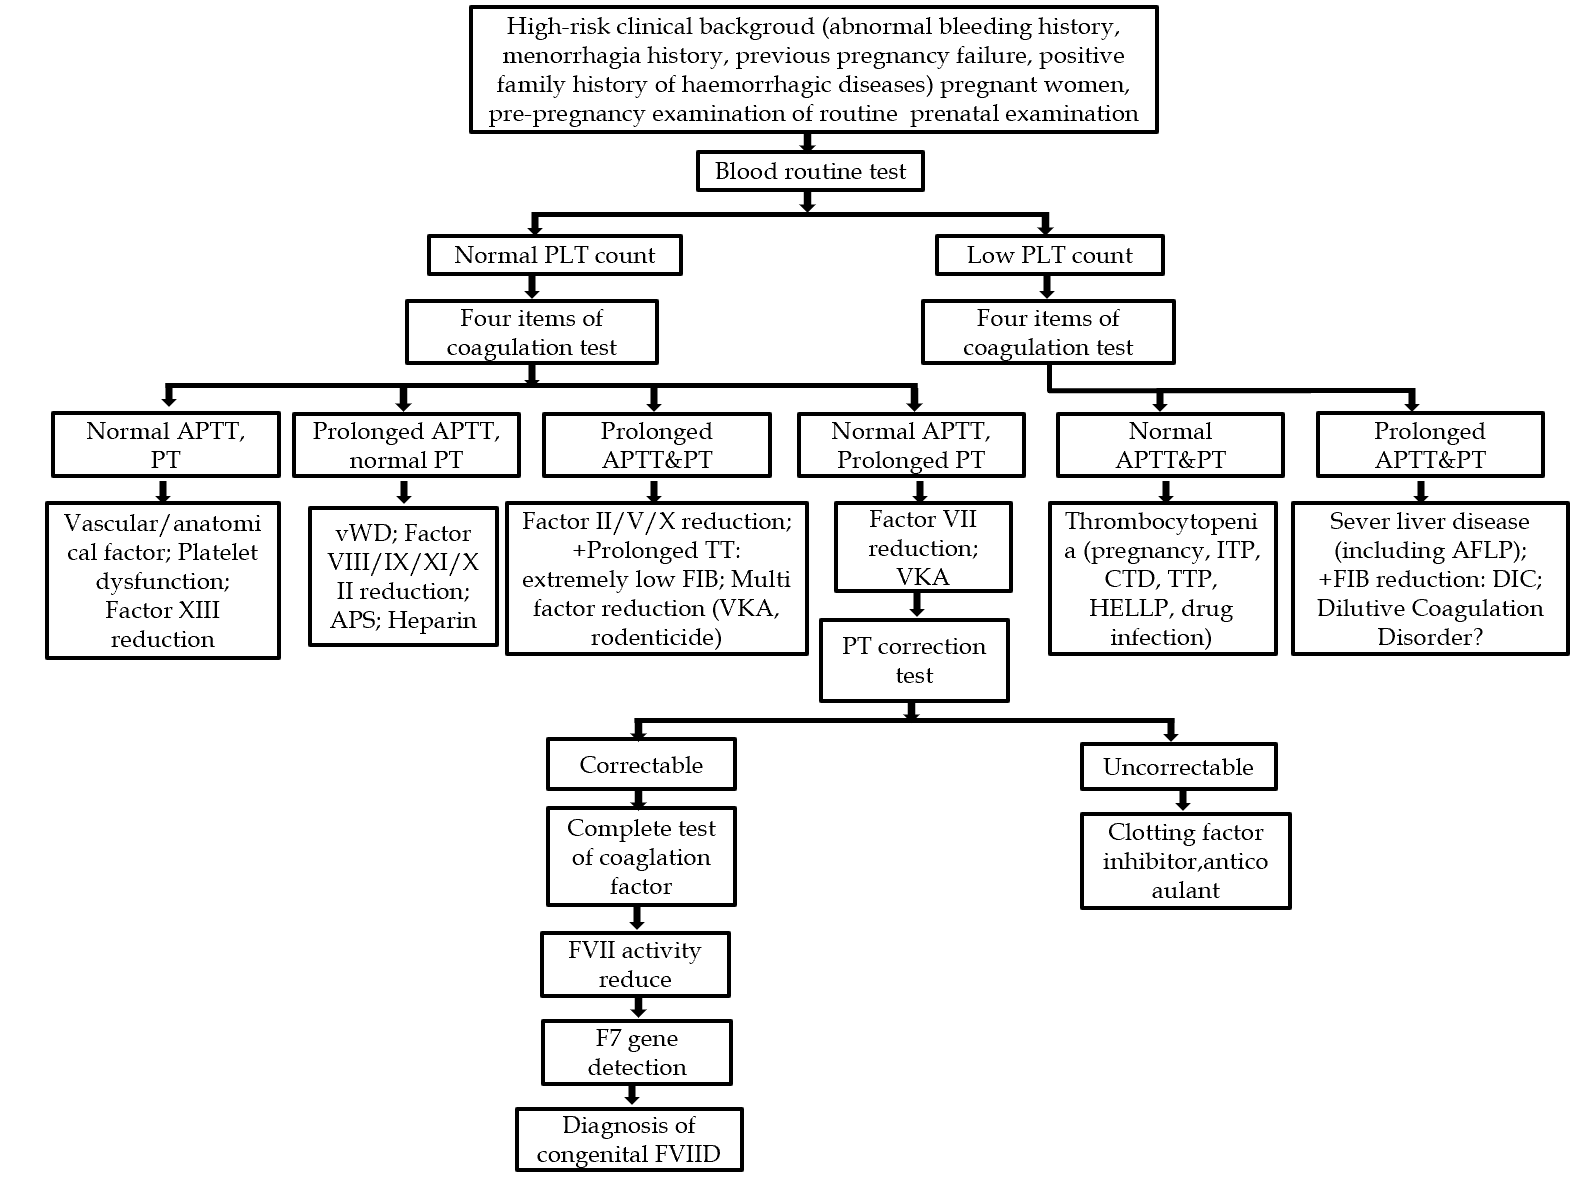 High-risk clinical backgroud (abnormal bleeding history,
menorrhagia history, previous pregnancy failure, positive
family history of haemorrhagic diseases) pregnant women,
pre-pregnancy examination of routine prenatal examination
Blood routine test
Normal PLT count
Low PLT count
Four items of
coagulation test
Four items of
coagulation test
Normal APTT,
PT
Prolonged APTT,
normal PT
Prolonged
APTT&PT
Normal APTT,
Prolonged PT
Normal
APTT&PT
Prolonged
APTT&PT
Vascular/anatomi
cal factor; Platelet
dysfunction;
Factor XIII
reduction
vWD; Factor
VIII/IX/XI/X
II reduction;
APS; Heparin
Factor II/V/X reduction;
+Prolonged TT:
extremely low FIB; Multi
factor reduction (VKA,
rodenticide)
Factor VII
reduction;
VKA
Thrombocytopeni
a (pregnancy, ITP,
CTD, TTP,
HELLP, drug
infection)
Sever liver disease
(including AFLP);
+FIB reduction: DIC;
Dilutive Coagulation
Disorder?
PT correction
test
Correctable
Uncorrectable
Complete test
of coaglation
factor
Clotting factor
inhibitor,antico
aulant
FVII activity
reduce
F7 gene
detection
Diagnosis of
congenital FVIID